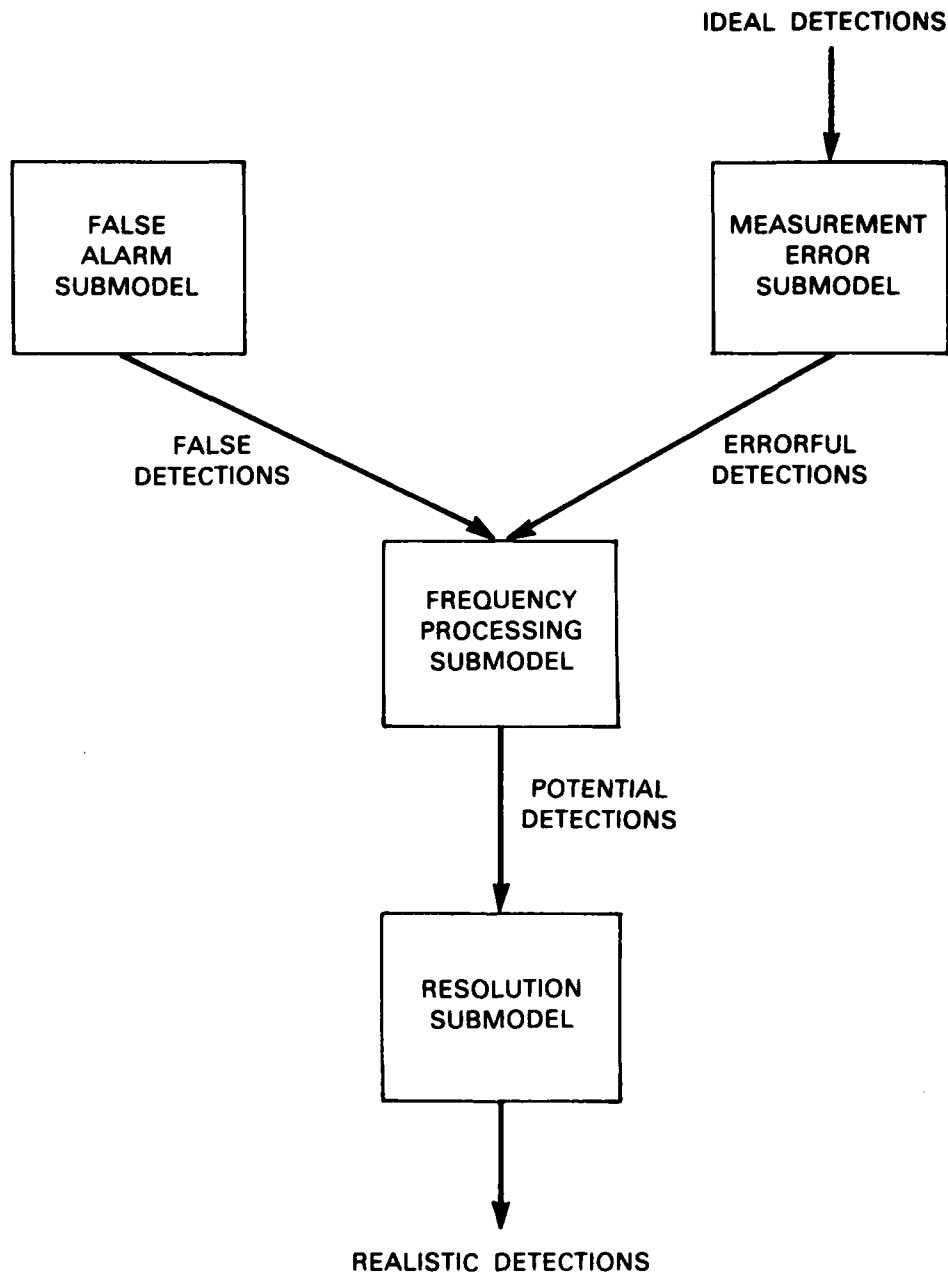 IDEAL DETECTIONS
FALSE
ALARM
SUBMODEL
MEASUREMENT
ERROR
SUBMODEL
FALSE
DETECTIONS
ERRORFUL
DETECTIONS
FREQUENCY
PROCESSING
SUBMODEL
POTENTIAL
DETECTIONS
RESOLUTION
SUBMODEL
REALISTIC DETECTIONS